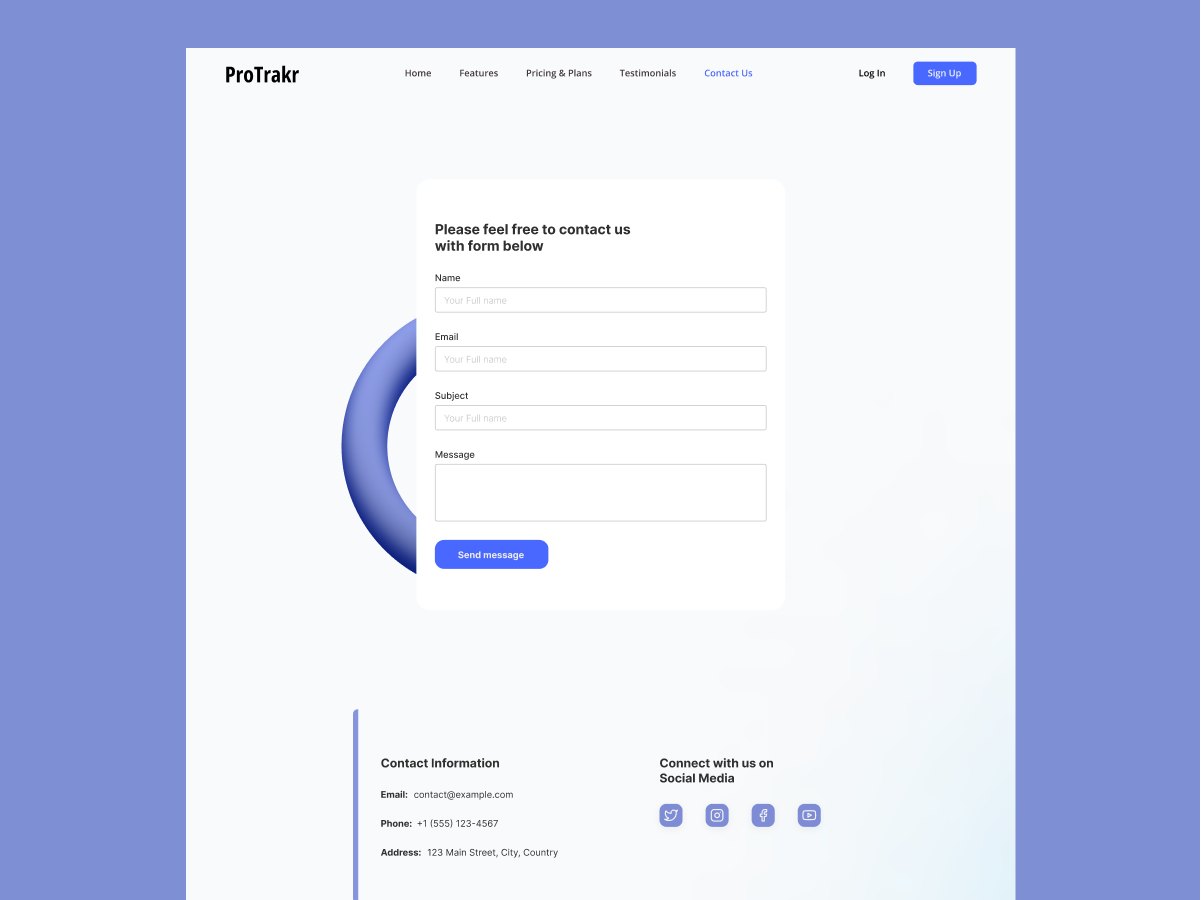 ProTrakr
Home Features Pricing & Plans Testimonials Contact Us Log In Sign Up
Please feel free to contact us
with form below
Name
Your Full name
Email
Your Full name
Subject
Your Full name
Message
Send message
Contact Information
Email: contact@example.com
Phone: +1 (555) 123-4567
Address: 123 Main Street, City, Country
Connect with us on
Social Media